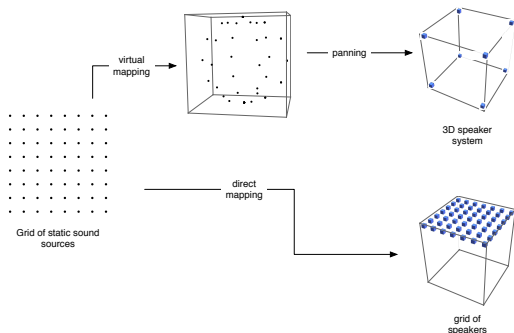 virtual
mapping
panning
3D speaker
system
Grid of static sound
sources
direct
mapping
grid of
speakers